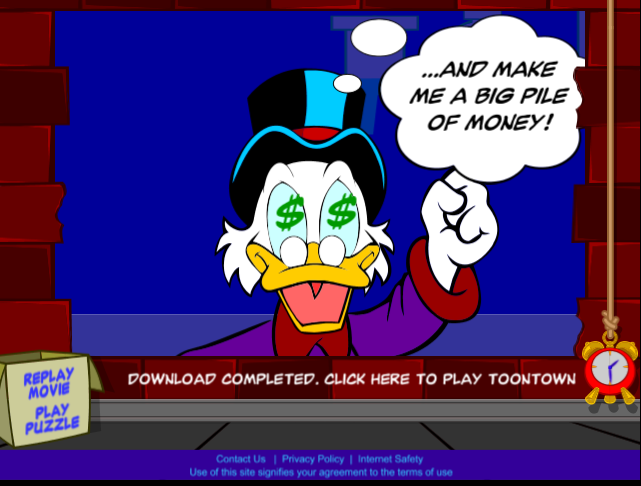 ...AND MAKE
ME A BIG PILE
OF MONEY!
$ $
DOWNLOAD COMPLETED. CLICK HERE TO PLAY TOONTOWN
REPLAY
MOVIE
PLAY
PUZZLE
Contact Us | Privacy Policy | Internet Safety
Use of this site signifies your agreement to the terms of use